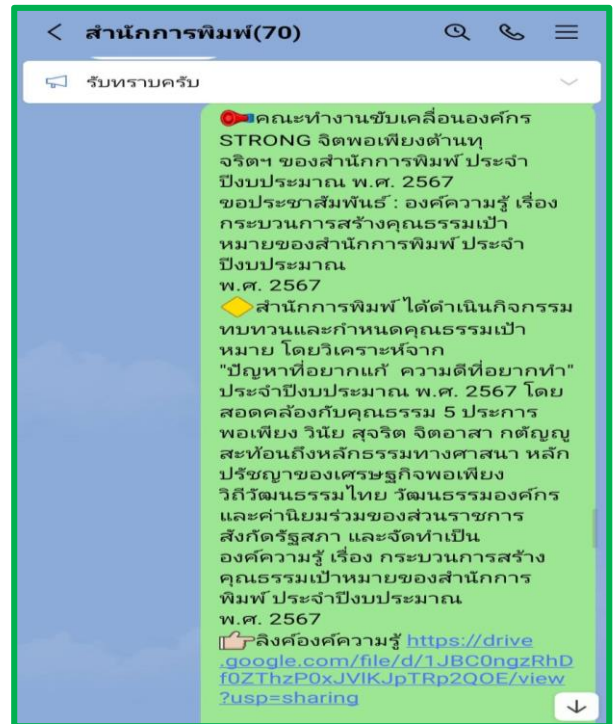 สำนักการพิมพ์(70)
รับทราบครับ
คณะทำงานขับเคลื่อนองค์กร
STRONG จิตพอเพียงต้านทุ
จริตฯ ของสำนักการพิมพ์ ประจำ
ปีงบประมาณ พ.ศ. 2567
ขอประชาสัมพันธ์ : องค์ความรู้ เรื่อง
กระบวนการสร้างคุณธรรมเป้า
หมายของสำนักการพิมพ์ ประจำ
ปีงบประมาณ
พ.ศ. 2567
สำนักการพิมพ์ ได้ดำเนินกิจกรรม
ทบทวนและกำหนดคุณธรรมเป้า
หมาย โดยวิเคราะห์จาก
"ปัญหาที่อยากแก้ ความดีที่อยากทำ"
ประจำปีงบประมาณ พ.ศ. 2567 โดย
สอดคล้องกับคุณธรรม 5 ประการ
พอเพียง วินัย สุจริต จิตอาสา กตัญญู
สะท้อนถึงหลักธรรมทางศาสนา หลัก
ปรัชญาของเศรษฐกิจพอเพียง
วิถีวัฒนธรรมไทย วัฒนธรรมองค์กร
และค่านิยมร่วมของส่วนราชการ
สังกัดรัฐสภา และจัดทำเป็น
องค์ความรู้ เรื่อง กระบวนการสร้าง
คุณธรรมเป้าหมายของสำนักการ
พิมพ์ ประจำปีงบประมาณ
พ.ศ. 2567
ลิงค์องค์ความรู้ https://drive
.google.com/file/d/1JBC0ngzRhD
f0ZThzP0xJVlKJpTRp2QOE/view
?usp=sharing